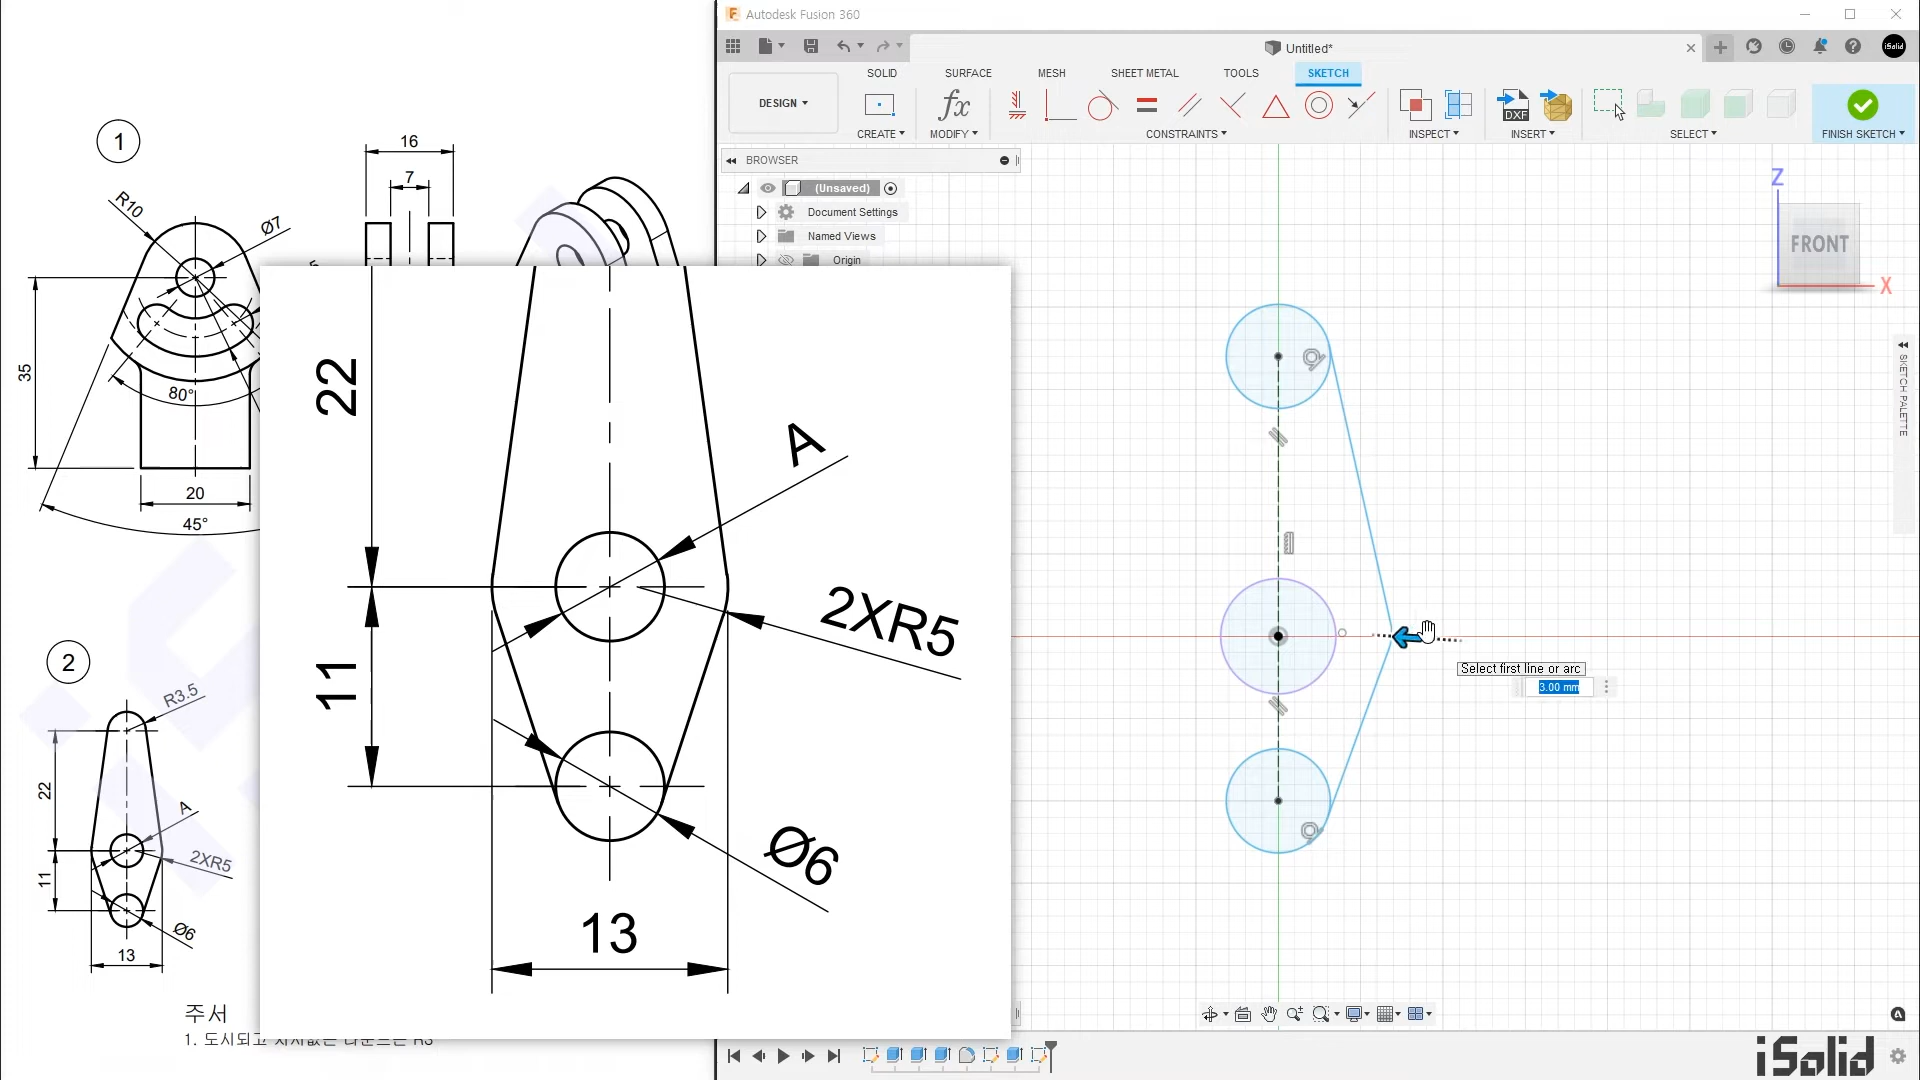 Autodesk Fusion 360
Untitled*
iSolid
DESIGN
SOLID
SURFACE
MESH
SHEET METAL
TOOLS
SKETCH
fx
DXF
CREATE
MODIFY
CONSTRAINTS
INSPECT
INSERT
SELECT
FINISH SKETCH
BROWSER
(Unsaved)
Document Settings
Named Views
Origin
Z
FRONT
X
SKETCH PALETTE
Select first line or arc
3.00 mm
1
16
7
R10
Ø7
35
80°
20
45°
2
R3.5
22
A
2XR5
11
Ø6
13
22
A
2XR5
11
Ø6
13
주서
iSolid